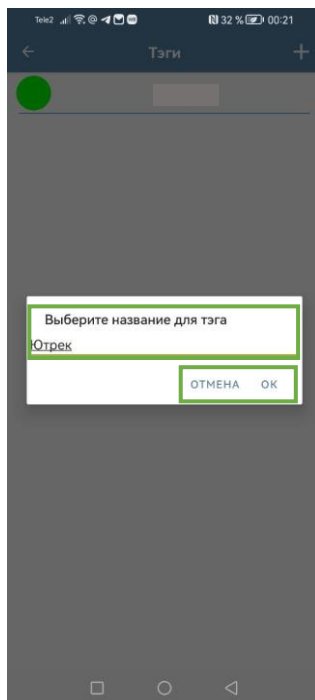 Tele2 32 % 00:21
Тэги
Выберите название для тэга
Ютрек
ОТМЕНА ОК